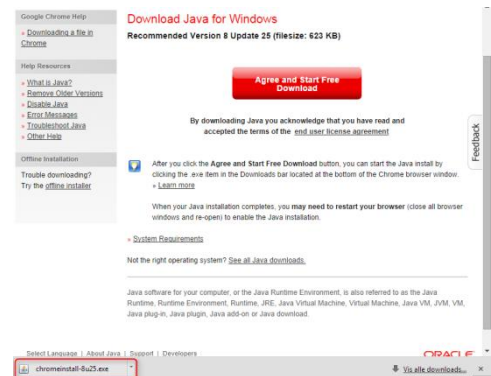 Google Chrome Help
» Downloading a file in
Chrome
Help Resources
» What is Java?
» Remove Older Versions
» Disable Java
» Error Messages
» Troubleshoot Java
» Other Help
Offline Installation
Trouble downloading?
Try the offline installer
Download Java for Windows
Recommended Version 8 Update 25 (filesize: 623 KB)
Agree and Start Free
Download
By downloading Java you acknowledge that you have read and
accepted the terms of the end user license agreement
After you click the Agree and Start Free Download button, you can start the Java install by
clicking the .exe item in the Downloads bar located at the bottom of the Chrome browser window.
» Learn more
When your Java installation completes, you may need to restart your browser (close all browser
windows and re-open) to enable the Java installation.
» System Requirements
Not the right operating system? See all Java downloads.
Java software for your computer, or the Java Runtime Environment, is also referred to as the Java
Runtime, Runtime Environment, Runtime, JRE, Java Virtual Machine, Virtual Machine, Java VM, JVM, VM,
Java plug-in, Java plugin, Java add-on or Java download.
Feedback
Select Language | About Java | Support | Developers
ORACLE
chromeinstall-8u25.exe
Vis alle downloads...